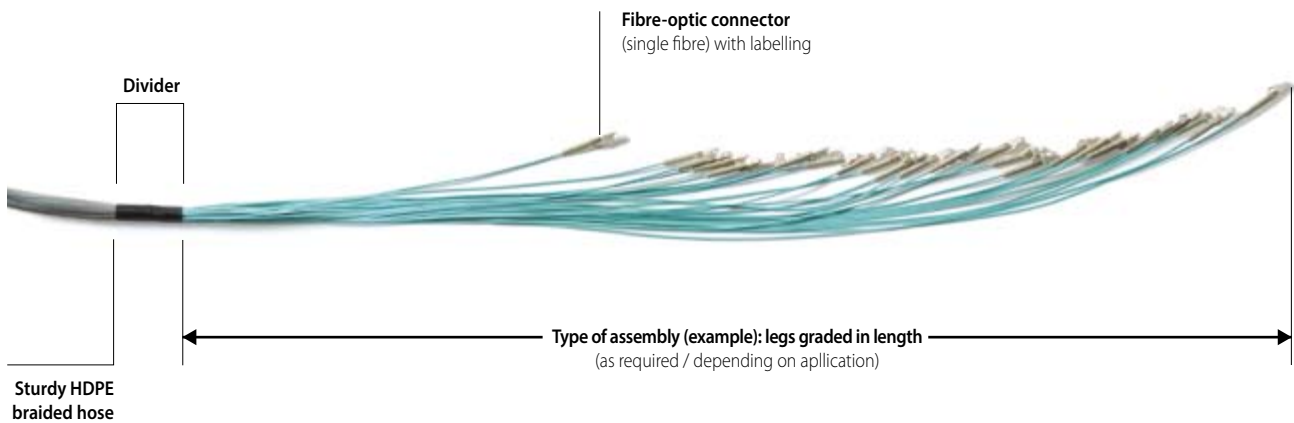 Fibre-optic connector
(single fibre) with labelling
Divider
Type of assembly (example): legs graded in length
(as required / depending on apllication)
Sturdy HDPE
braided hose